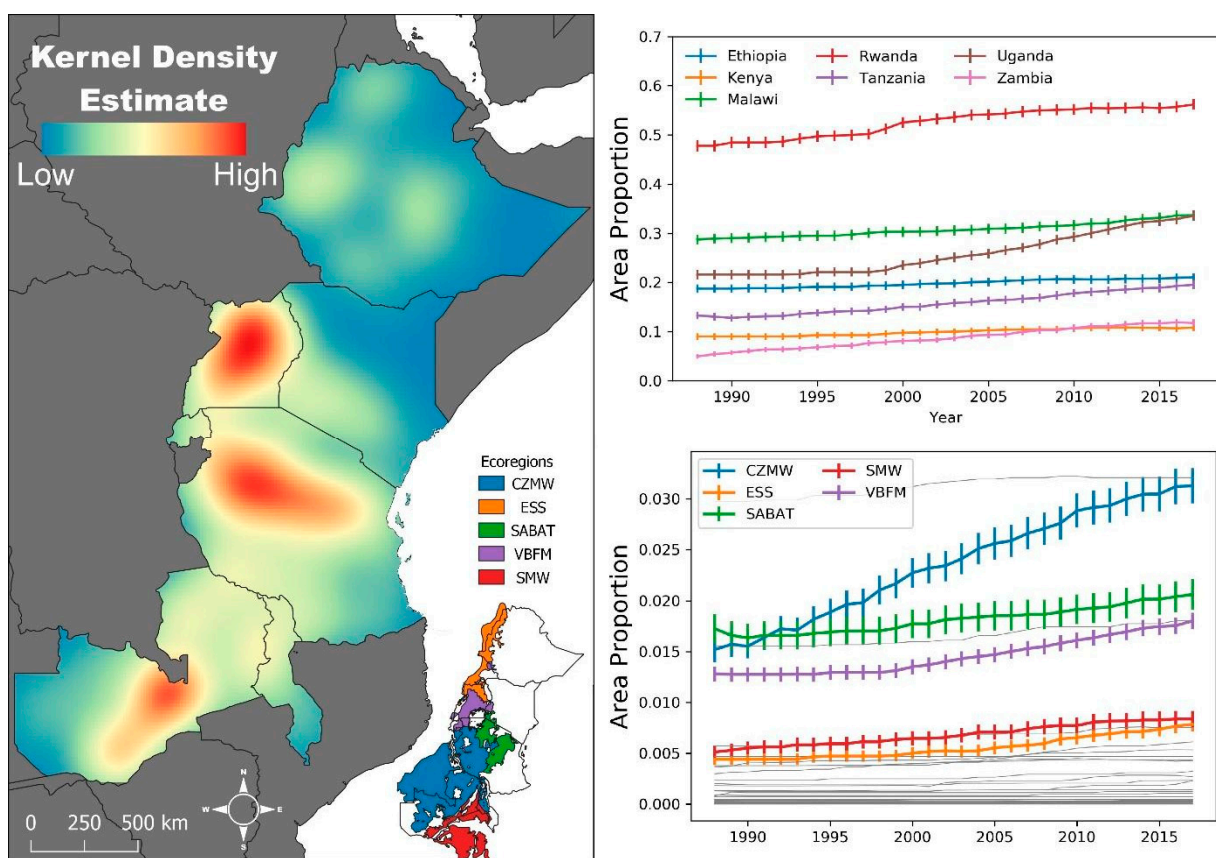 Kernel Density
Estimate
Low High
Ecoregions
CZMW
ESS
SABAT
VBFM
SMW
N
W E
S
0 250 500 km
0.7
0.6
0.5
0.4
0.3
0.2
0.1
0.0
Area Proportion
Ethiopia Rwanda Uganda
Kenya Tanzania Zambia
Malawi
1990 1995 2000 2005 2010 2015
Year
0.030
0.025
0.020
0.015
0.010
0.005
0.000
Area Proportion
CZMW SMW
ESS VBFM
SABAT
1990 1995 2000 2005 2010 2015